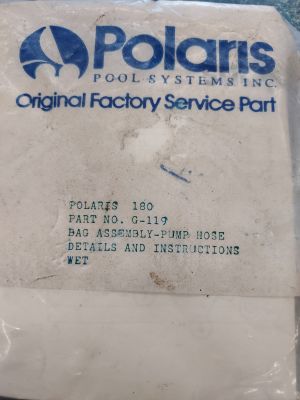 Polaris
POOL SYSTEMS INC.
Original Factory Service Part
POLARIS 180
PART NO. G-119
BAG ASSEMBLY-PUMP HOSE
DETAILS AND INSTRUCTIONS
WET